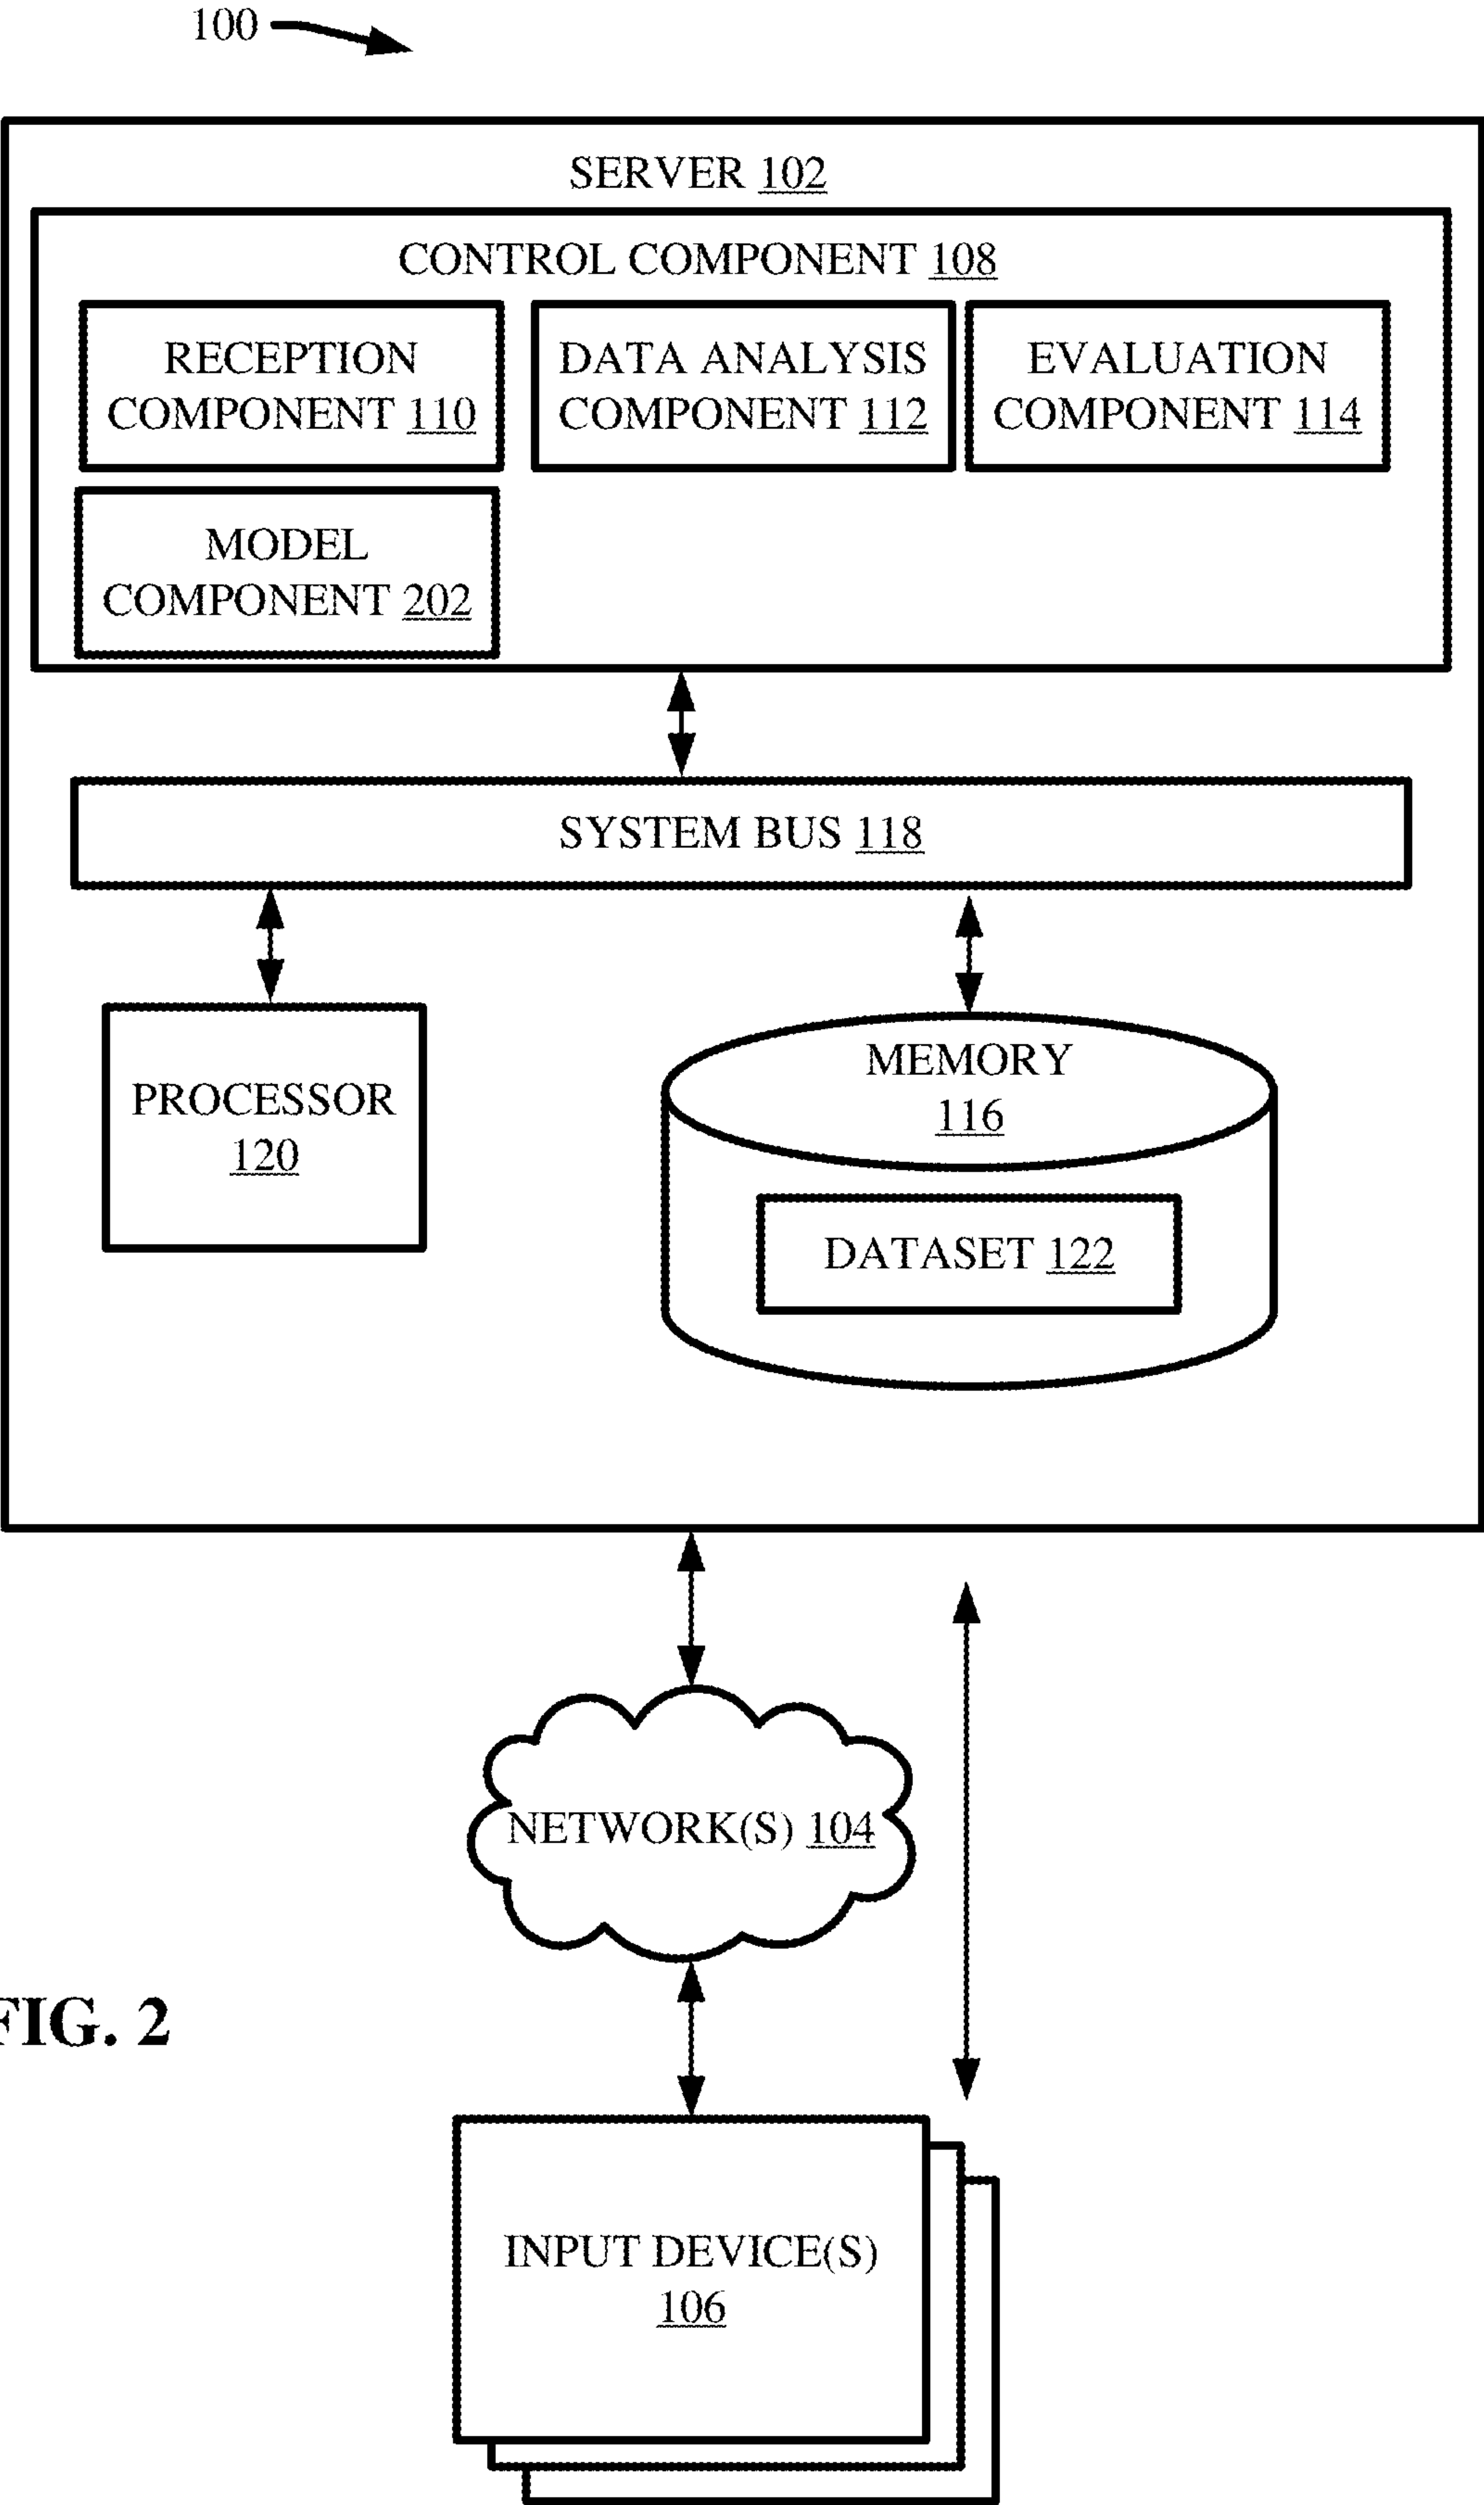 100
SERVER 102
CONTROL COMPONENT 108
RECEPTION
COMPONENT 110
DATA ANALYSIS
COMPONENT 112
EVALUATION
COMPONENT 114
MODEL
COMPONENT 202
SYSTEM BUS 118
PROCESSOR
120
MEMORY
116
DATASET 122
NETWORK(S) 104
FIG. 2
INPUT DEVICE(S)
106